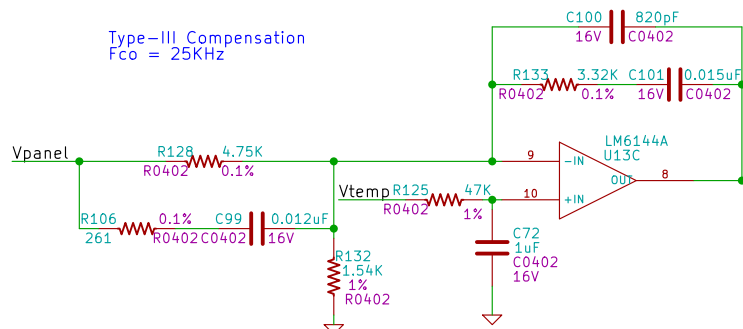 C100 820pF
16V C0402
Type-III Compensation
Fco = 25KHz
R133 3.32K C101 0.015uF
R0402 0.1% 16V C0402
LM6144A
U13C
Vpanel
R128 4.75K
R0402 0.1%
9 -IN
OUT 8
Vtemp R125 47K 10 +IN
R0402 1%
R106 0.1% C99 0.012uF
261 R0402 C0402 16V
C72
1uF
C0402
16V
R132
1.54K
1%
R0402